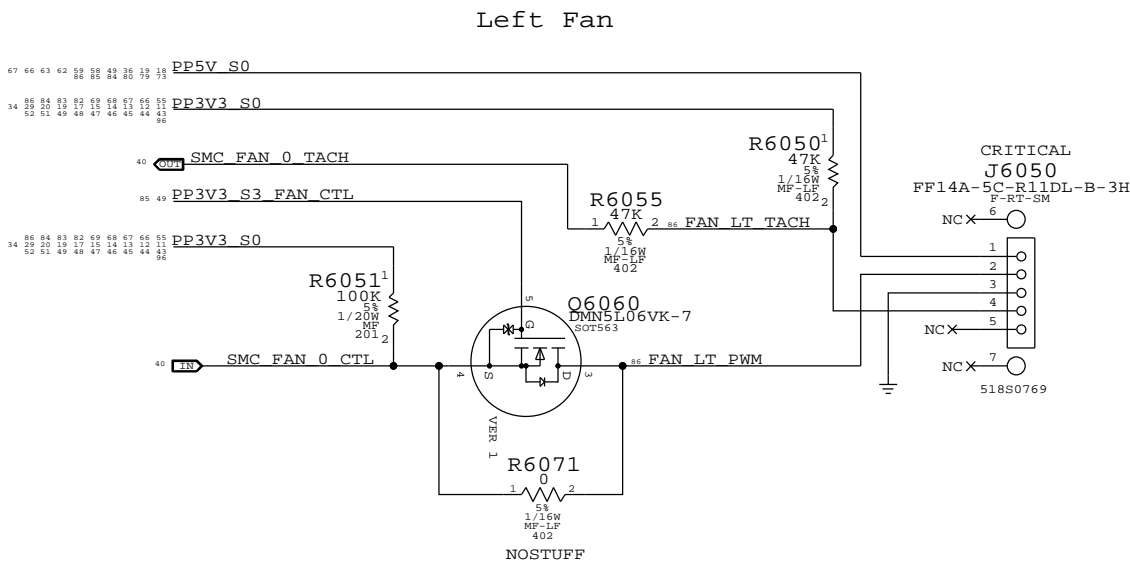 Left Fan
67 66 63 62 59 58 49 36 19 18
86 85 84 80 79 73
PP5V_S0
86 84 83 82 69 68 67 66 55
34 29 20 19 17 15 14 13 12 11
52 51 49 48 47 46 45 44 43
96
PP3V3_S0
40 OUT SMC_FAN_0_TACH
85 49 PP3V3_S3_FAN_CTL
86 84 83 82 69 68 67 66 55
34 29 20 19 17 15 14 13 12 11
52 51 49 48 47 46 45 44 43
96
PP3V3_S0
R6050
1
47K
5%
1/16W
MF-LF
402
2
R6055
47K
1 2
5%
1/16W
MF-LF
402
86 FAN_LT_TACH
CRITICAL
J6050
FF14A-5C-R11DL-B-3H
F-RT-SM
NC 6
1
2
3
4
NC 5
NC 7
518S0769
R6051
1
100K
5%
1/20W
MF
201
2
Q6060
DMN5L06VK-7
SOT563
5
G
S
D
4
3
VER 1
40 IN SMC_FAN_0_CTL
86 FAN_LT_PWM
R6071
0
1 2
5%
1/16W
MF-LF
402
NOSTUFF